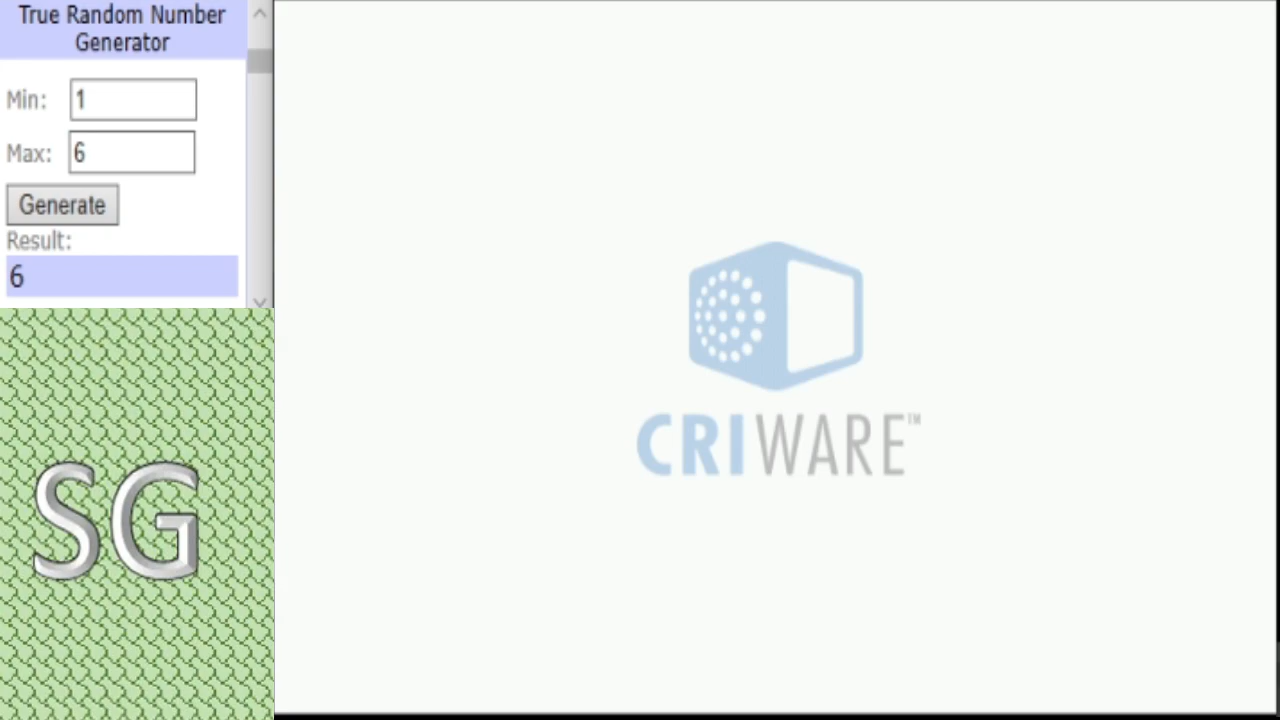 True Random Number
Generator
Min: 1
Max: 6
Generate
Result:
6
SG
CRIWARE™